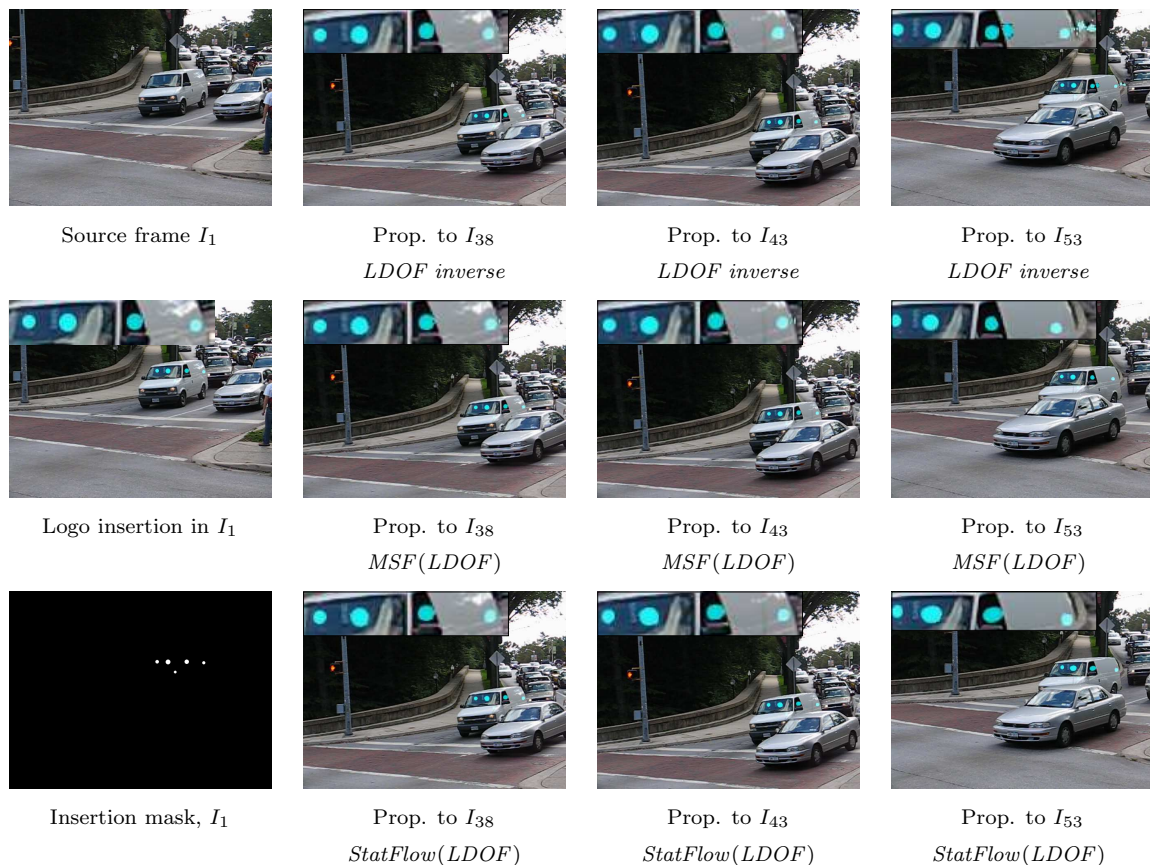 Source frame I1
Prop. to I38
LDOF inverse
Prop. to I43
LDOF inverse
Prop. to I53
LDOF inverse
Logo insertion in I1
Prop. to I38
MSF(LDOF)
Prop. to I43
MSF(LDOF)
Prop. to I53
MSF(LDOF)
Insertion mask, I1
Prop. to I38
StatFlow(LDOF)
Prop. to I43
StatFlow(LDOF)
Prop. to I53
StatFlow(LDOF)